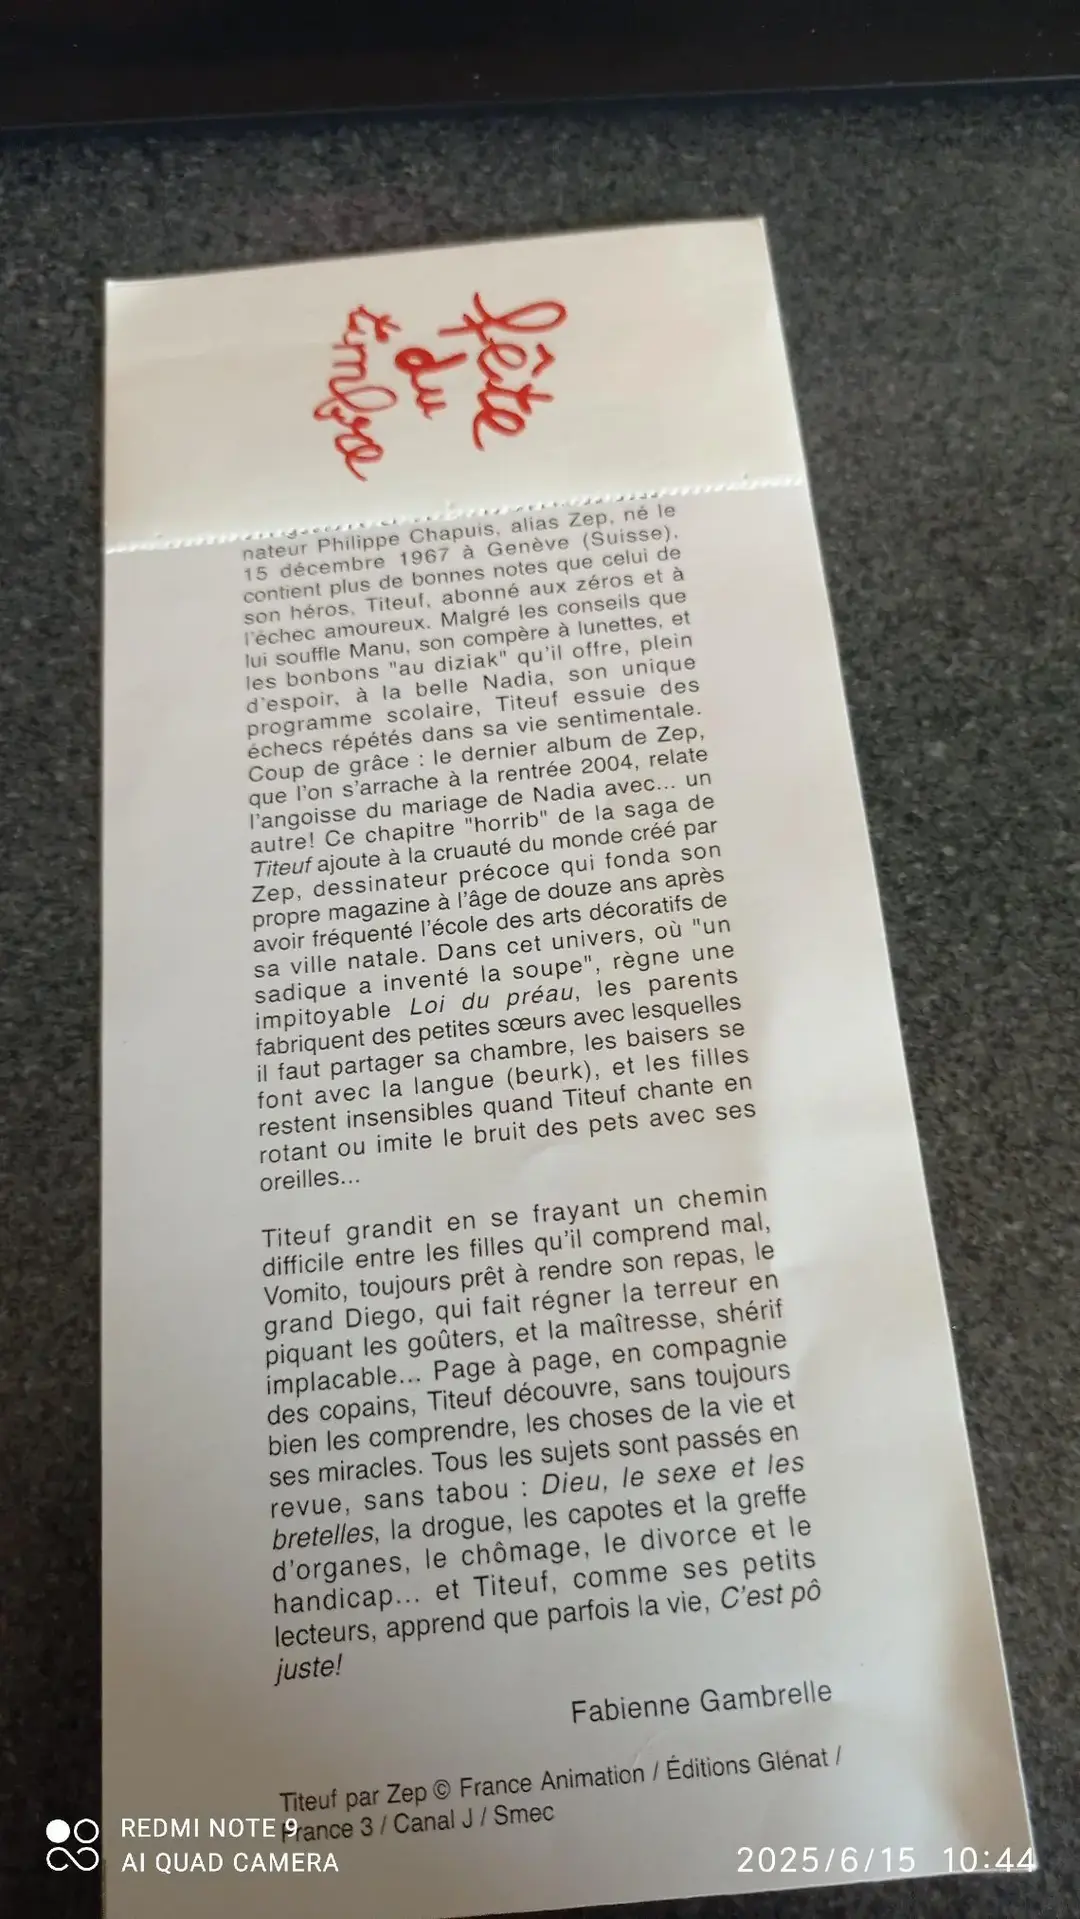 fête
du
timbre
nateur Philippe Chapuis, alias Zep, né le
15 décembre 1967 à Genève (Suisse),
contient plus de bonnes notes que celui de
son héros, Titeuf, abonné aux zéros et à
l'échec amoureux. Malgré les conseils que
lui souffle Manu, son compère à lunettes, et
les bonbons "au diziak" qu'il offre, plein
d'espoir, à la belle Nadia, son unique
programme scolaire, Titeuf essuie des
échecs répétés dans sa vie sentimentale.
Coup de grâce : le dernier album de Zep,
que l'on s'arrache à la rentrée 2004, relate
l'angoisse du mariage de Nadia avec... un
autre! Ce chapitre "horrib" de la saga de
Titeuf ajoute à la cruauté du monde créé par
Zep, dessinateur précoce qui fonda son
propre magazine à l'âge de douze ans après
avoir fréquenté l'école des arts décoratifs de
sa ville natale. Dans cet univers, où "un
sadique a inventé la soupe", règne une
impitoyable Loi du préau, les parents
fabriquent des petites sœurs avec lesquelles
il faut partager sa chambre, les baisers se
font avec la langue (beurk), et les filles
restent insensibles quand Titeuf chante en
rotant ou imite le bruit des pets avec ses
oreilles...
Titeuf grandit en se frayant un chemin
difficile entre les filles qu'il comprend mal,
Vomito, toujours prêt à rendre son repas, le
grand Diego, qui fait régner la terreur en
piquant les goûters, et la maîtresse, shérif
implacable... Page à page, en compagnie
des copains, Titeuf découvre, sans toujours
bien les comprendre, les choses de la vie et
ses miracles. Tous les sujets sont passés en
revue, sans tabou : Dieu, le sexe et les
bretelles, la drogue, les capotes et la greffe
d'organes, le chômage, le divorce et le
handicap... et Titeuf, comme ses petits
lecteurs, apprend que parfois la vie, C'est pô
juste!
Fabienne Gambrelle
Titeuf par Zep © France Animation / Éditions Glénat /
France 3 / Canal J / Smec
REDMI NOTE 9
AI QUAD CAMERA
2025/6/15 10:44